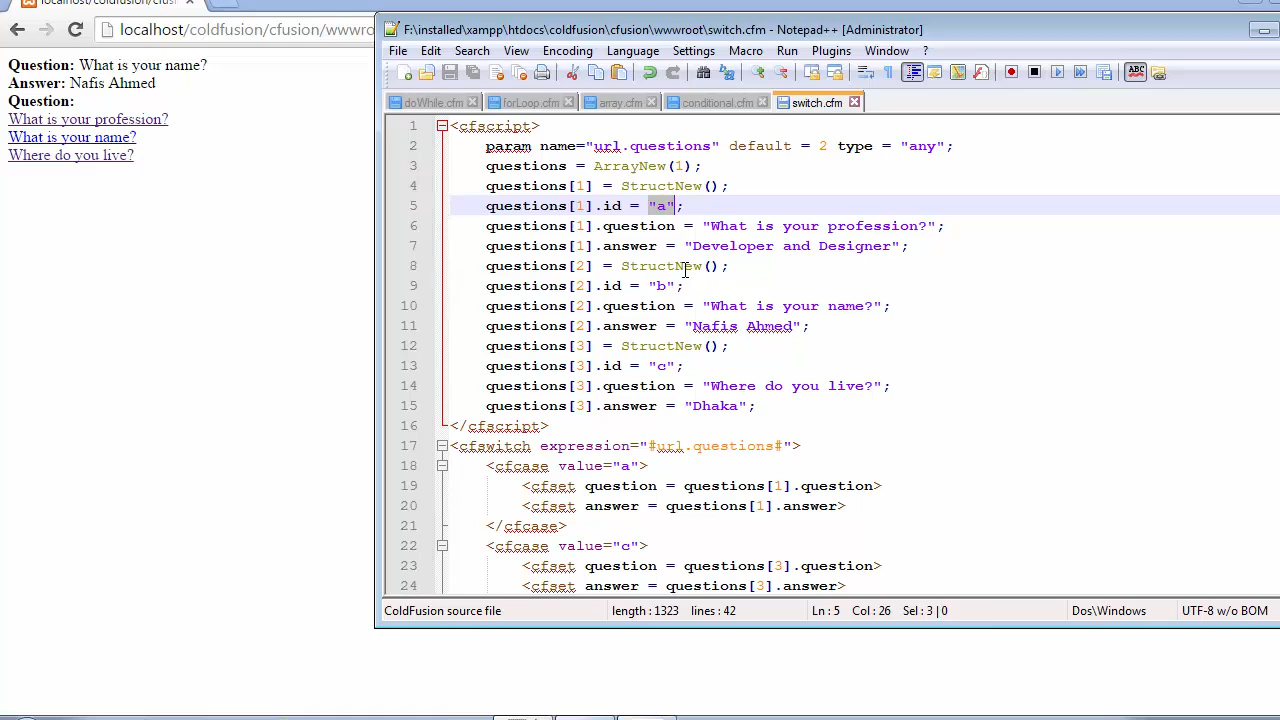 localhost/coldfusion/cfus
localhost/coldfusion/cfusion/wwwro
Question: What is your name?
Answer: Nafis Ahmed
Question:
What is your profession?
What is your name?
Where do you live?
F:\installed\xampp\htdocs\coldfusion\cfusion\wwwroot\switch.cfm - Notepad++ [Administrator]
File Edit Search View Encoding Language Settings Macro Run Plugins Window ?
doWhile.cfm forLoop.cfm array.cfm conditional.cfm switch.cfm
1 <cfscript>
2 param name="url.questions" default = 2 type = "any";
3 questions = ArrayNew(1);
4 questions[1] = StructNew();
5 questions[1].id = "a";
6 questions[1].question = "What is your profession?";
7 questions[1].answer = "Developer and Designer";
8 questions[2] = StructNew();
9 questions[2].id = "b";
10 questions[2].question = "What is your name?";
11 questions[2].answer = "Nafis Ahmed";
12 questions[3] = StructNew();
13 questions[3].id = "c";
14 questions[3].question = "Where do you live?";
15 questions[3].answer = "Dhaka";
16 </cfscript>
17 <cfswitch expression="#url.questions#">
18 <cfcase value="a">
19 <cfset question = questions[1].question>
20 <cfset answer = questions[1].answer>
21 </cfcase>
22 <cfcase value="c">
23 <cfset question = questions[3].question>
24 <cfset answer = questions[3].answer>
ColdFusion source file length : 1323 lines : 42 Ln : 5 Col : 26 Sel : 3 | 0 Dos\Windows UTF-8 w/o BOM